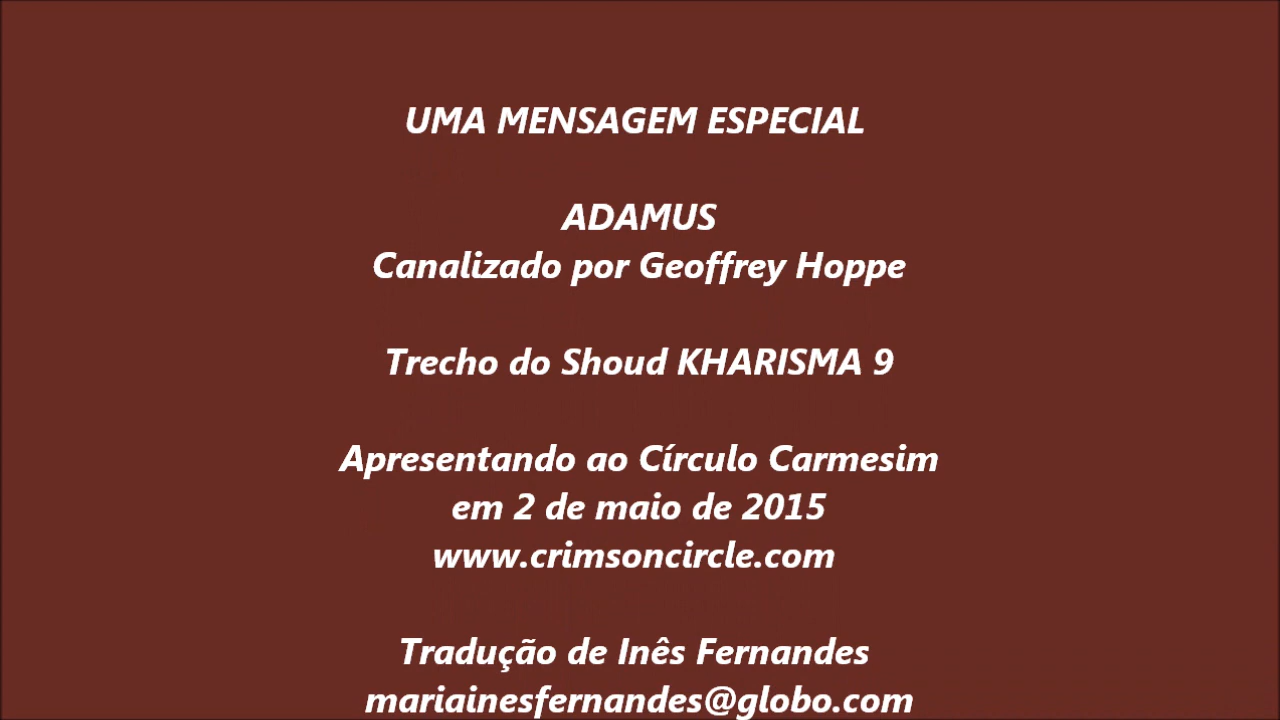 UMA MENSAGEM ESPECIAL
ADAMUS
Canalizado por Geoffrey Hoppe
Trecho do Shoud KHARISMA 9
Apresentando ao Círculo Carmesim
em 2 de maio de 2015
www.crimsoncircle.com
Tradução de Inês Fernandes
mariainesfernandes@globo.com